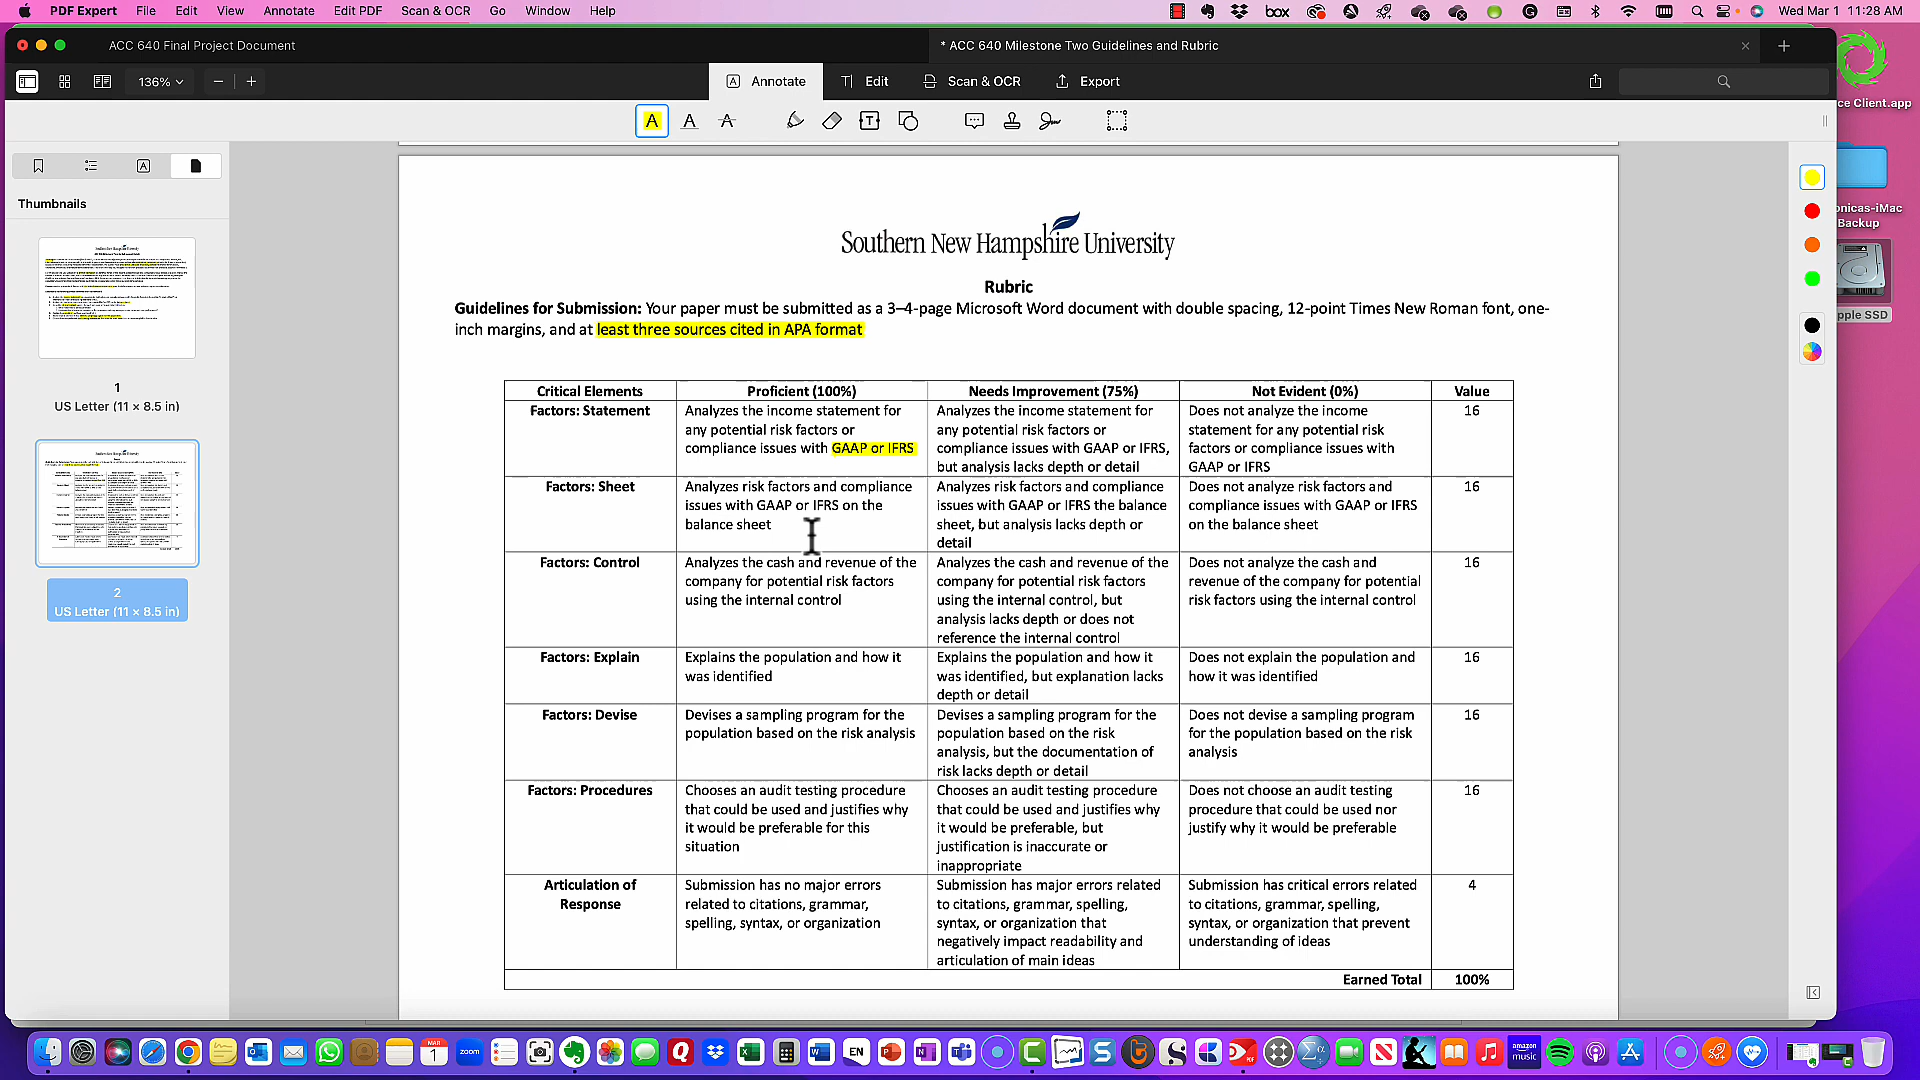 PDF Expert File Edit View Annotate Edit PDF Scan & OCR Go Window Help box Wed Mar 1 11:28 AM
ACC 640 Final Project Document
* ACC 640 Milestone Two Guidelines and Rubric
136%
Annotate
Edit
Scan & OCR
Export
ce Client.app
Thumbnails
1
US Letter (11 × 8.5 in)
2
US Letter (11 × 8.5 in)
onicas-iMac
Backup
pple SSD
Southern New Hampshire University
Rubric
Guidelines for Submission: Your paper must be submitted as a 3–4-page Microsoft Word document with double spacing, 12-point Times New Roman font, one-
inch margins, and at least three sources cited in APA format
Critical Elements
Proficient (100%)
Needs Improvement (75%)
Not Evident (0%)
Value
Factors: Statement
Analyzes the income statement for
any potential risk factors or
compliance issues with GAAP or IFRS
Analyzes the income statement for
any potential risk factors or
compliance issues with GAAP or IFRS,
but analysis lacks depth or detail
Does not analyze the income
statement for any potential risk
factors or compliance issues with
GAAP or IFRS
16
Factors: Sheet
Analyzes risk factors and compliance
issues with GAAP or IFRS on the
balance sheet
Analyzes risk factors and compliance
issues with GAAP or IFRS the balance
sheet, but analysis lacks depth or
detail
Does not analyze risk factors and
compliance issues with GAAP or IFRS
on the balance sheet
16
Factors: Control
Analyzes the cash and revenue of the
company for potential risk factors
using the internal control
Analyzes the cash and revenue of the
company for potential risk factors
using the internal control, but
analysis lacks depth or does not
reference the internal control
Does not analyze the cash and
revenue of the company for potential
risk factors using the internal control
16
Factors: Explain
Explains the population and how it
was identified
Explains the population and how it
was identified, but explanation lacks
depth or detail
Does not explain the population and
how it was identified
16
Factors: Devise
Devises a sampling program for the
population based on the risk analysis
Devises a sampling program for the
population based on the risk
analysis, but the documentation of
risk lacks depth or detail
Does not devise a sampling program
for the population based on the risk
analysis
16
Factors: Procedures
Chooses an audit testing procedure
that could be used and justifies why
it would be preferable for this
situation
Chooses an audit testing procedure
that could be used and justifies why
it would be preferable, but
justification is inaccurate or
inappropriate
Does not choose an audit testing
procedure that could be used nor
justify why it would be preferable
16
Articulation of
Response
Submission has no major errors
related to citations, grammar,
spelling, syntax, or organization
Submission has major errors related
to citations, grammar, spelling,
syntax, or organization that
negatively impact readability and
articulation of main ideas
Submission has critical errors related
to citations, grammar, spelling,
syntax, or organization that prevent
understanding of ideas
4
Earned Total
100%
MAR
1
zoom
EN
amazon
music